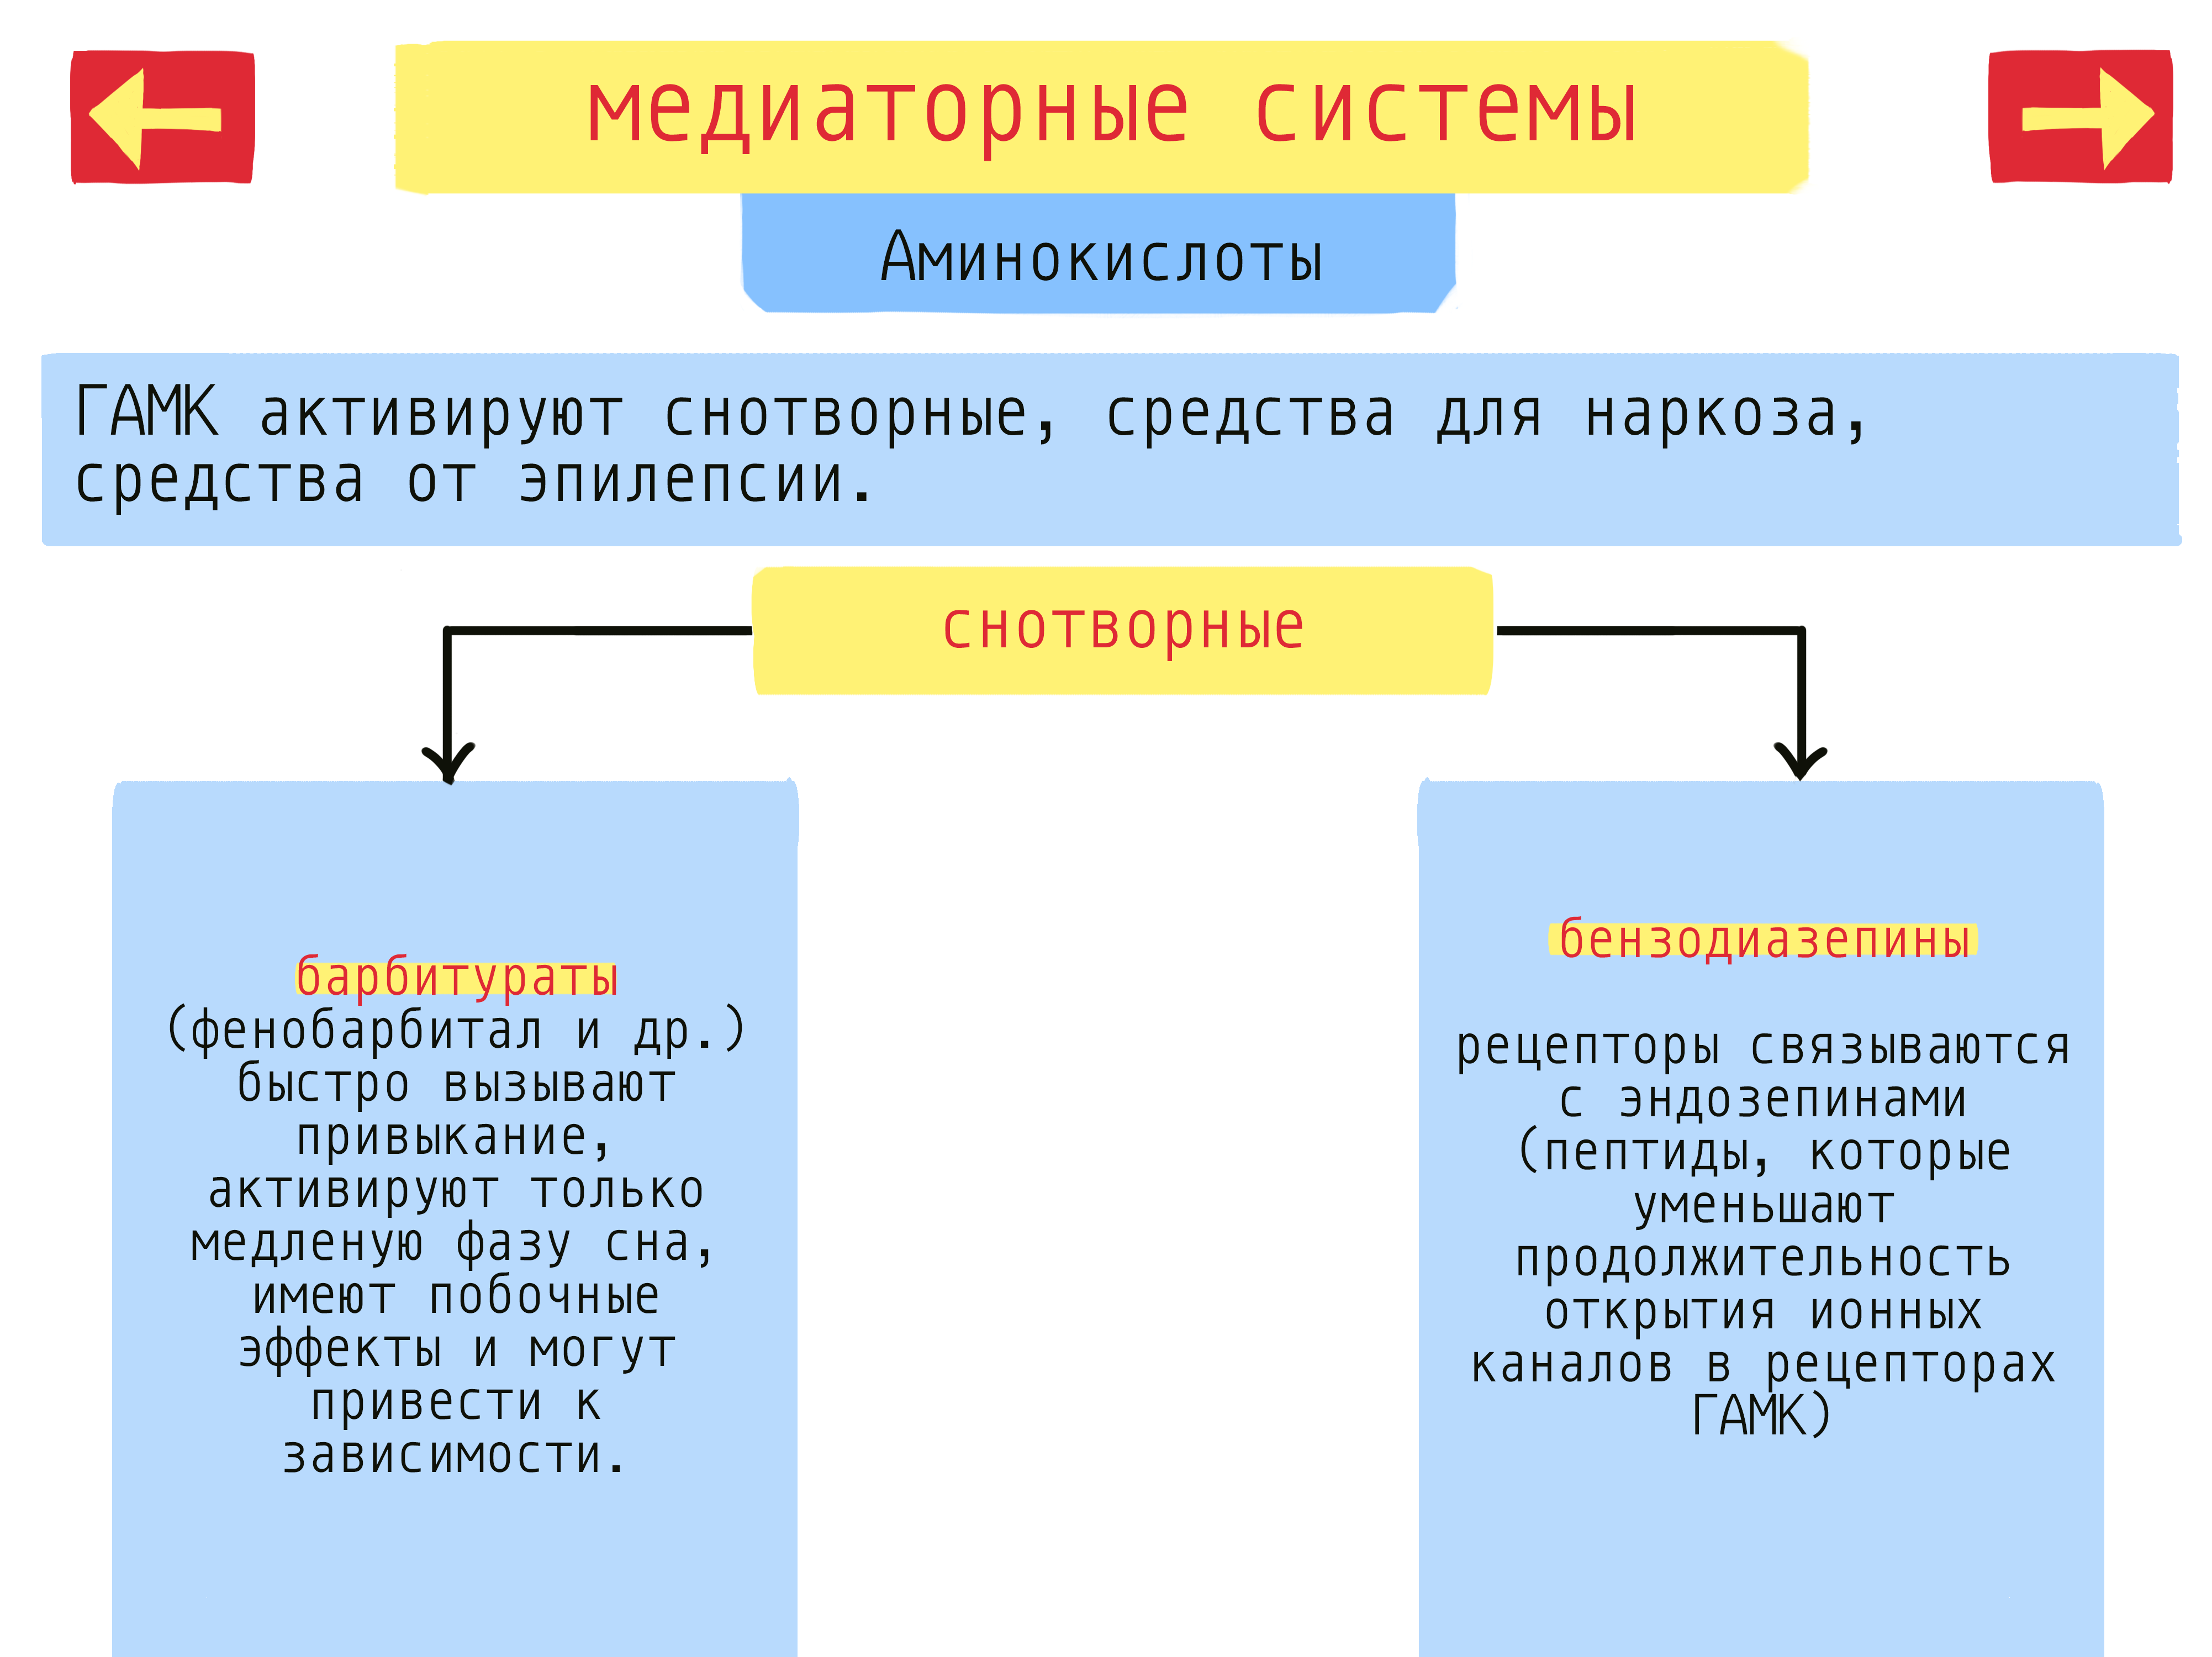 медиаторные системы
Аминокислоты
ГАМК активируют снотворные, средства для наркоза,
средства от эпилепсии.
снотворные
барбитураты
(фенобарбитал и др.)
быстро вызывают
привыкание,
активируют только
медленую фазу сна,
имеют побочные
эффекты и могут
привести к
зависимости.
бензодиазепины
рецепторы связываются
с эндозепинами
(пептиды, которые
уменьшают
продолжительность
открытия ионных
каналов в рецепторах
ГАМК)